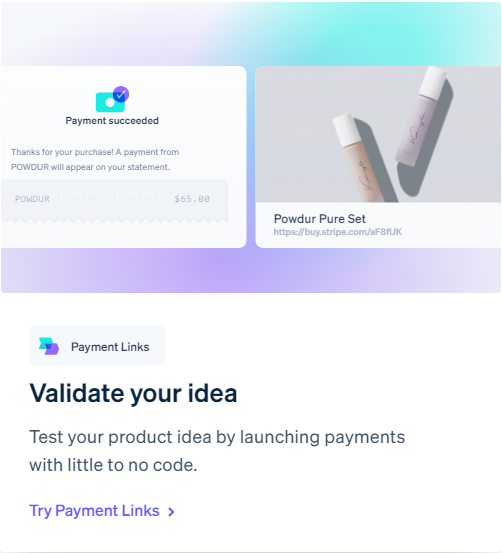 Payment succeeded
Thanks for your purchase! A payment from
POWDUR will appear on your statement.
POWDUR $65.00
Powdur Pure Set
https://buy.stripe.com/aF8fUK
Payment Links
Validate your idea
Test your product idea by launching payments
with little to no code.
Try Payment Links